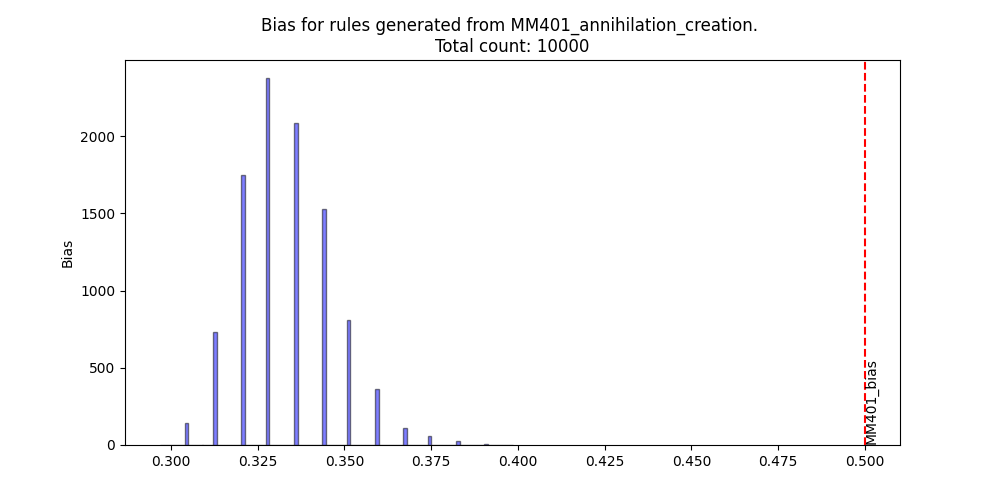 Bias for rules generated from MM401_annihilation_creation.
Total count: 10000
Bias
2000
1500
1000
500
0
MM401_bias
0.300 0.325 0.350 0.375 0.400 0.425 0.450 0.475 0.500